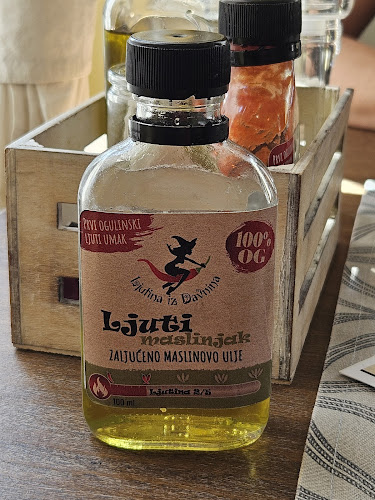 PRVI OGULINSKI
LJUTI UMAK
100%
OG
Ljutina iz Davnina
Ljuti
maslinjak
ZALJUĆENO MASLINOVO ULJE
Ljutina 2/5
100 ml
PRVI